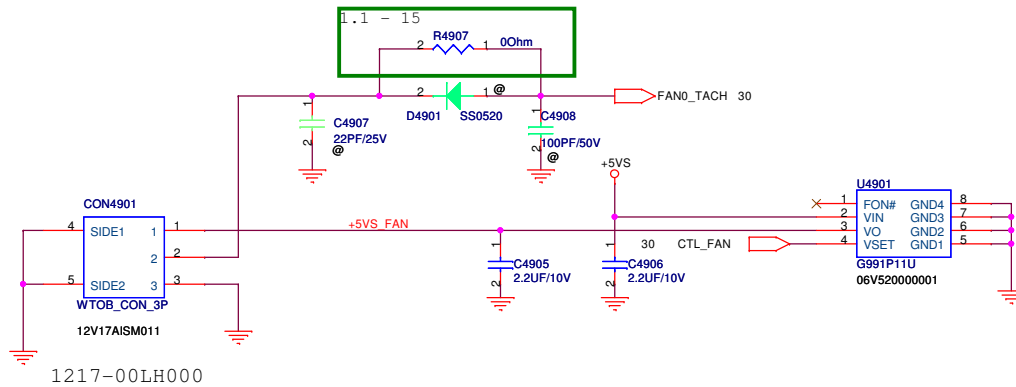 1.1 - 15
R4907
2 1 0Ohm
2 1 @
FAN0_TACH 30
D4901 SS0520
1 C4907
22PF/25V
2 @
1 C4908
100PF/50V
2 @
+5VS
CON4901
4 SIDE1 1 1
2 2
5 SIDE2 3 3
WTOB_CON_3P
12V17AISM011
1217-00LH000
+5VS_FAN
1 C4905
2.2UF/10V
2
1 C4906
2.2UF/10V
2
30 CTL_FAN
U4901
1 FON# GND4 8
2 VIN GND3 7
3 VO GND2 6
4 VSET GND1 5
G991P11U
06V520000001